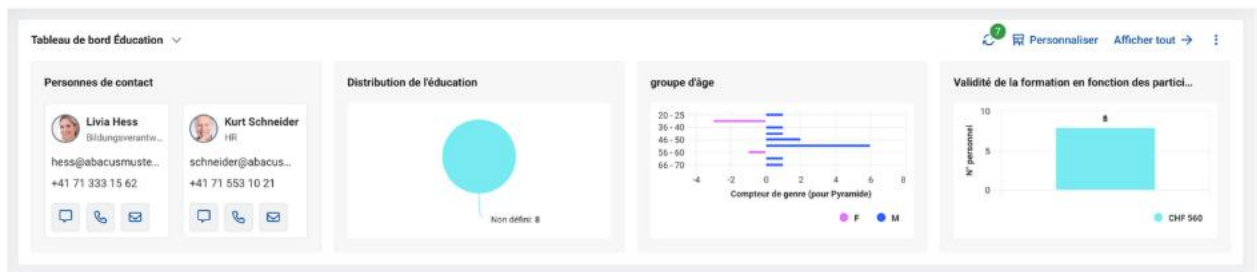 Tableau de bord Éducation
7
Personnaliser
Afficher tout
Personnes de contact
Livia Hess
Bildungsverantw...
hess@abacusmuste...
+41 71 333 15 62
Kurt Schneider
HR
schneider@abacus...
+41 71 553 10 21
Distribution de l'éducation
Non défini: 8
groupe d'âge
20 - 25
36 - 40
46 - 50
56 - 60
66 - 70
-4 -2 0 2 4 6 8
Compteur de genre (pour Pyramide)
F M
Validité de la formation en fonction des partici...
10
5
0
N° personnel
8
CHF 560